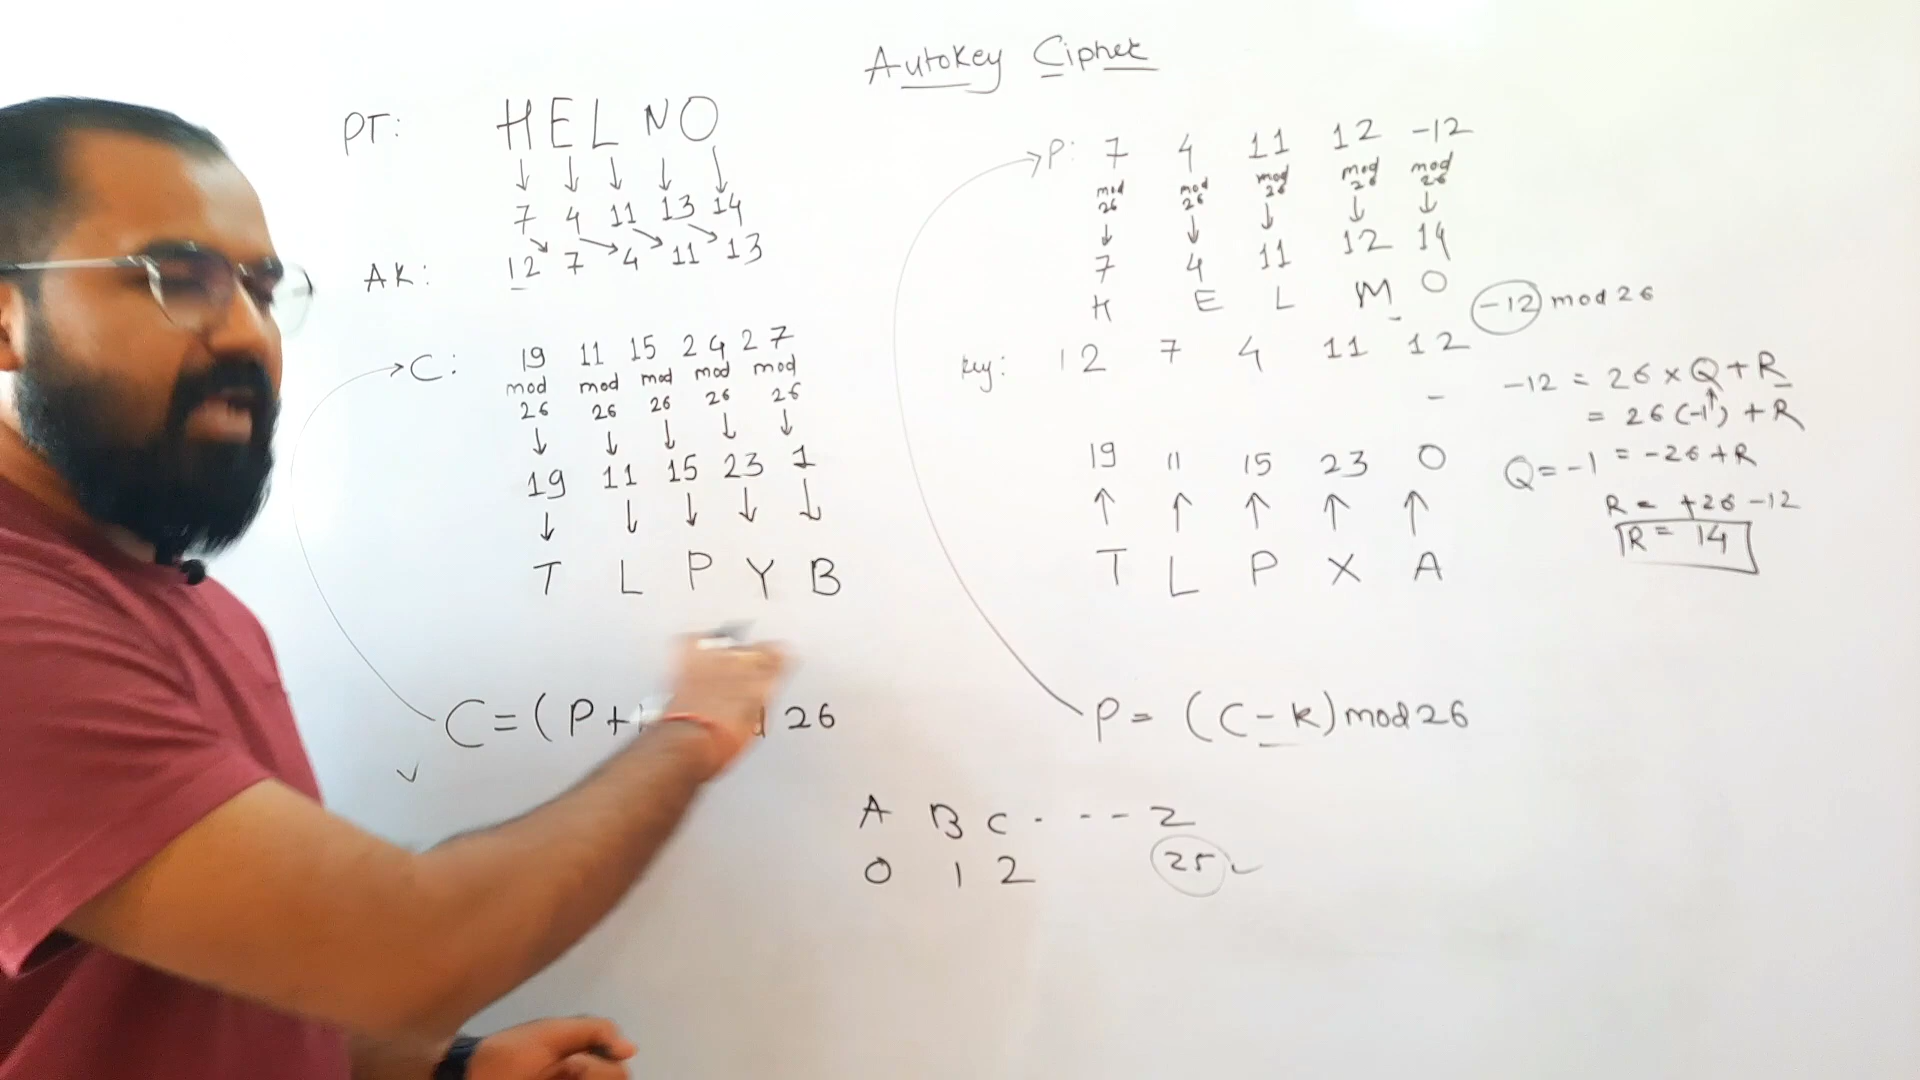 Autokey Cipher
PT: H E L N O
7 4 11 13 14
AK: 12 7 4 11 13
C: 19 11 15 24 27
mod mod mod mod mod
26 26 26 26 26
19 11 15 23 1
T L P Y B
C = (P + 26
P: 7 4 11 12 -12
mod mod mod mod mod
26 26 26 26 26
7 4 11 12 14
H E L M O
key: 12 7 4 11 12
-
19 11 15 23 0
T L P X A
P = (C - k) mod 26
-12 mod 26
-12 = 26 × Q + R
= 26 (-1) + R
Q = -1 = -26 + R
R = +26 - 12
R = 14
A B C . - - - Z
0 1 2 25